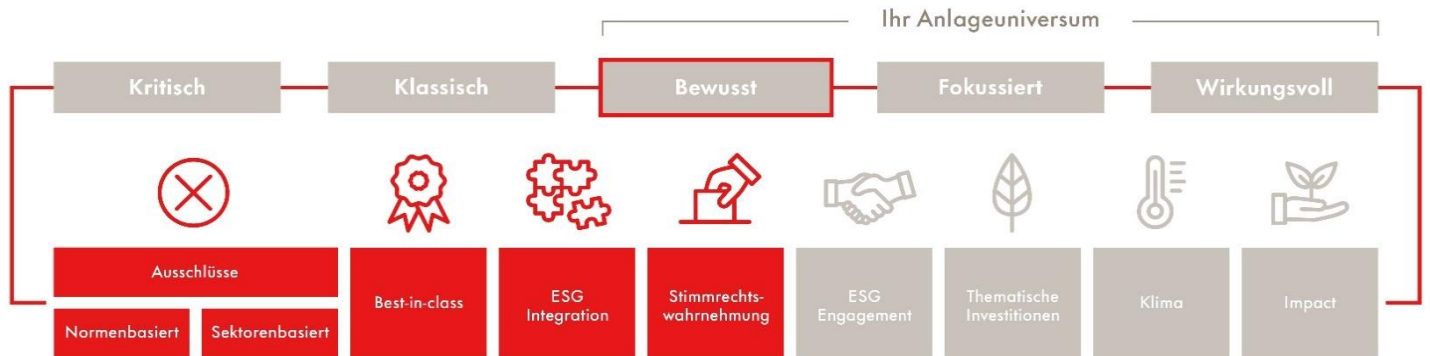 Ihr Anlageuniversum
Kritisch
Klassisch
Bewusst
Fokussiert
Wirkungsvoll
Ausschlüsse
Normenbasiert
Sektorenbasiert
Best-in-class
ESG
Integration
Stimmrechts-
wahrnehmung
ESG
Engagement
Thematische
Investitionen
Klima
Impact